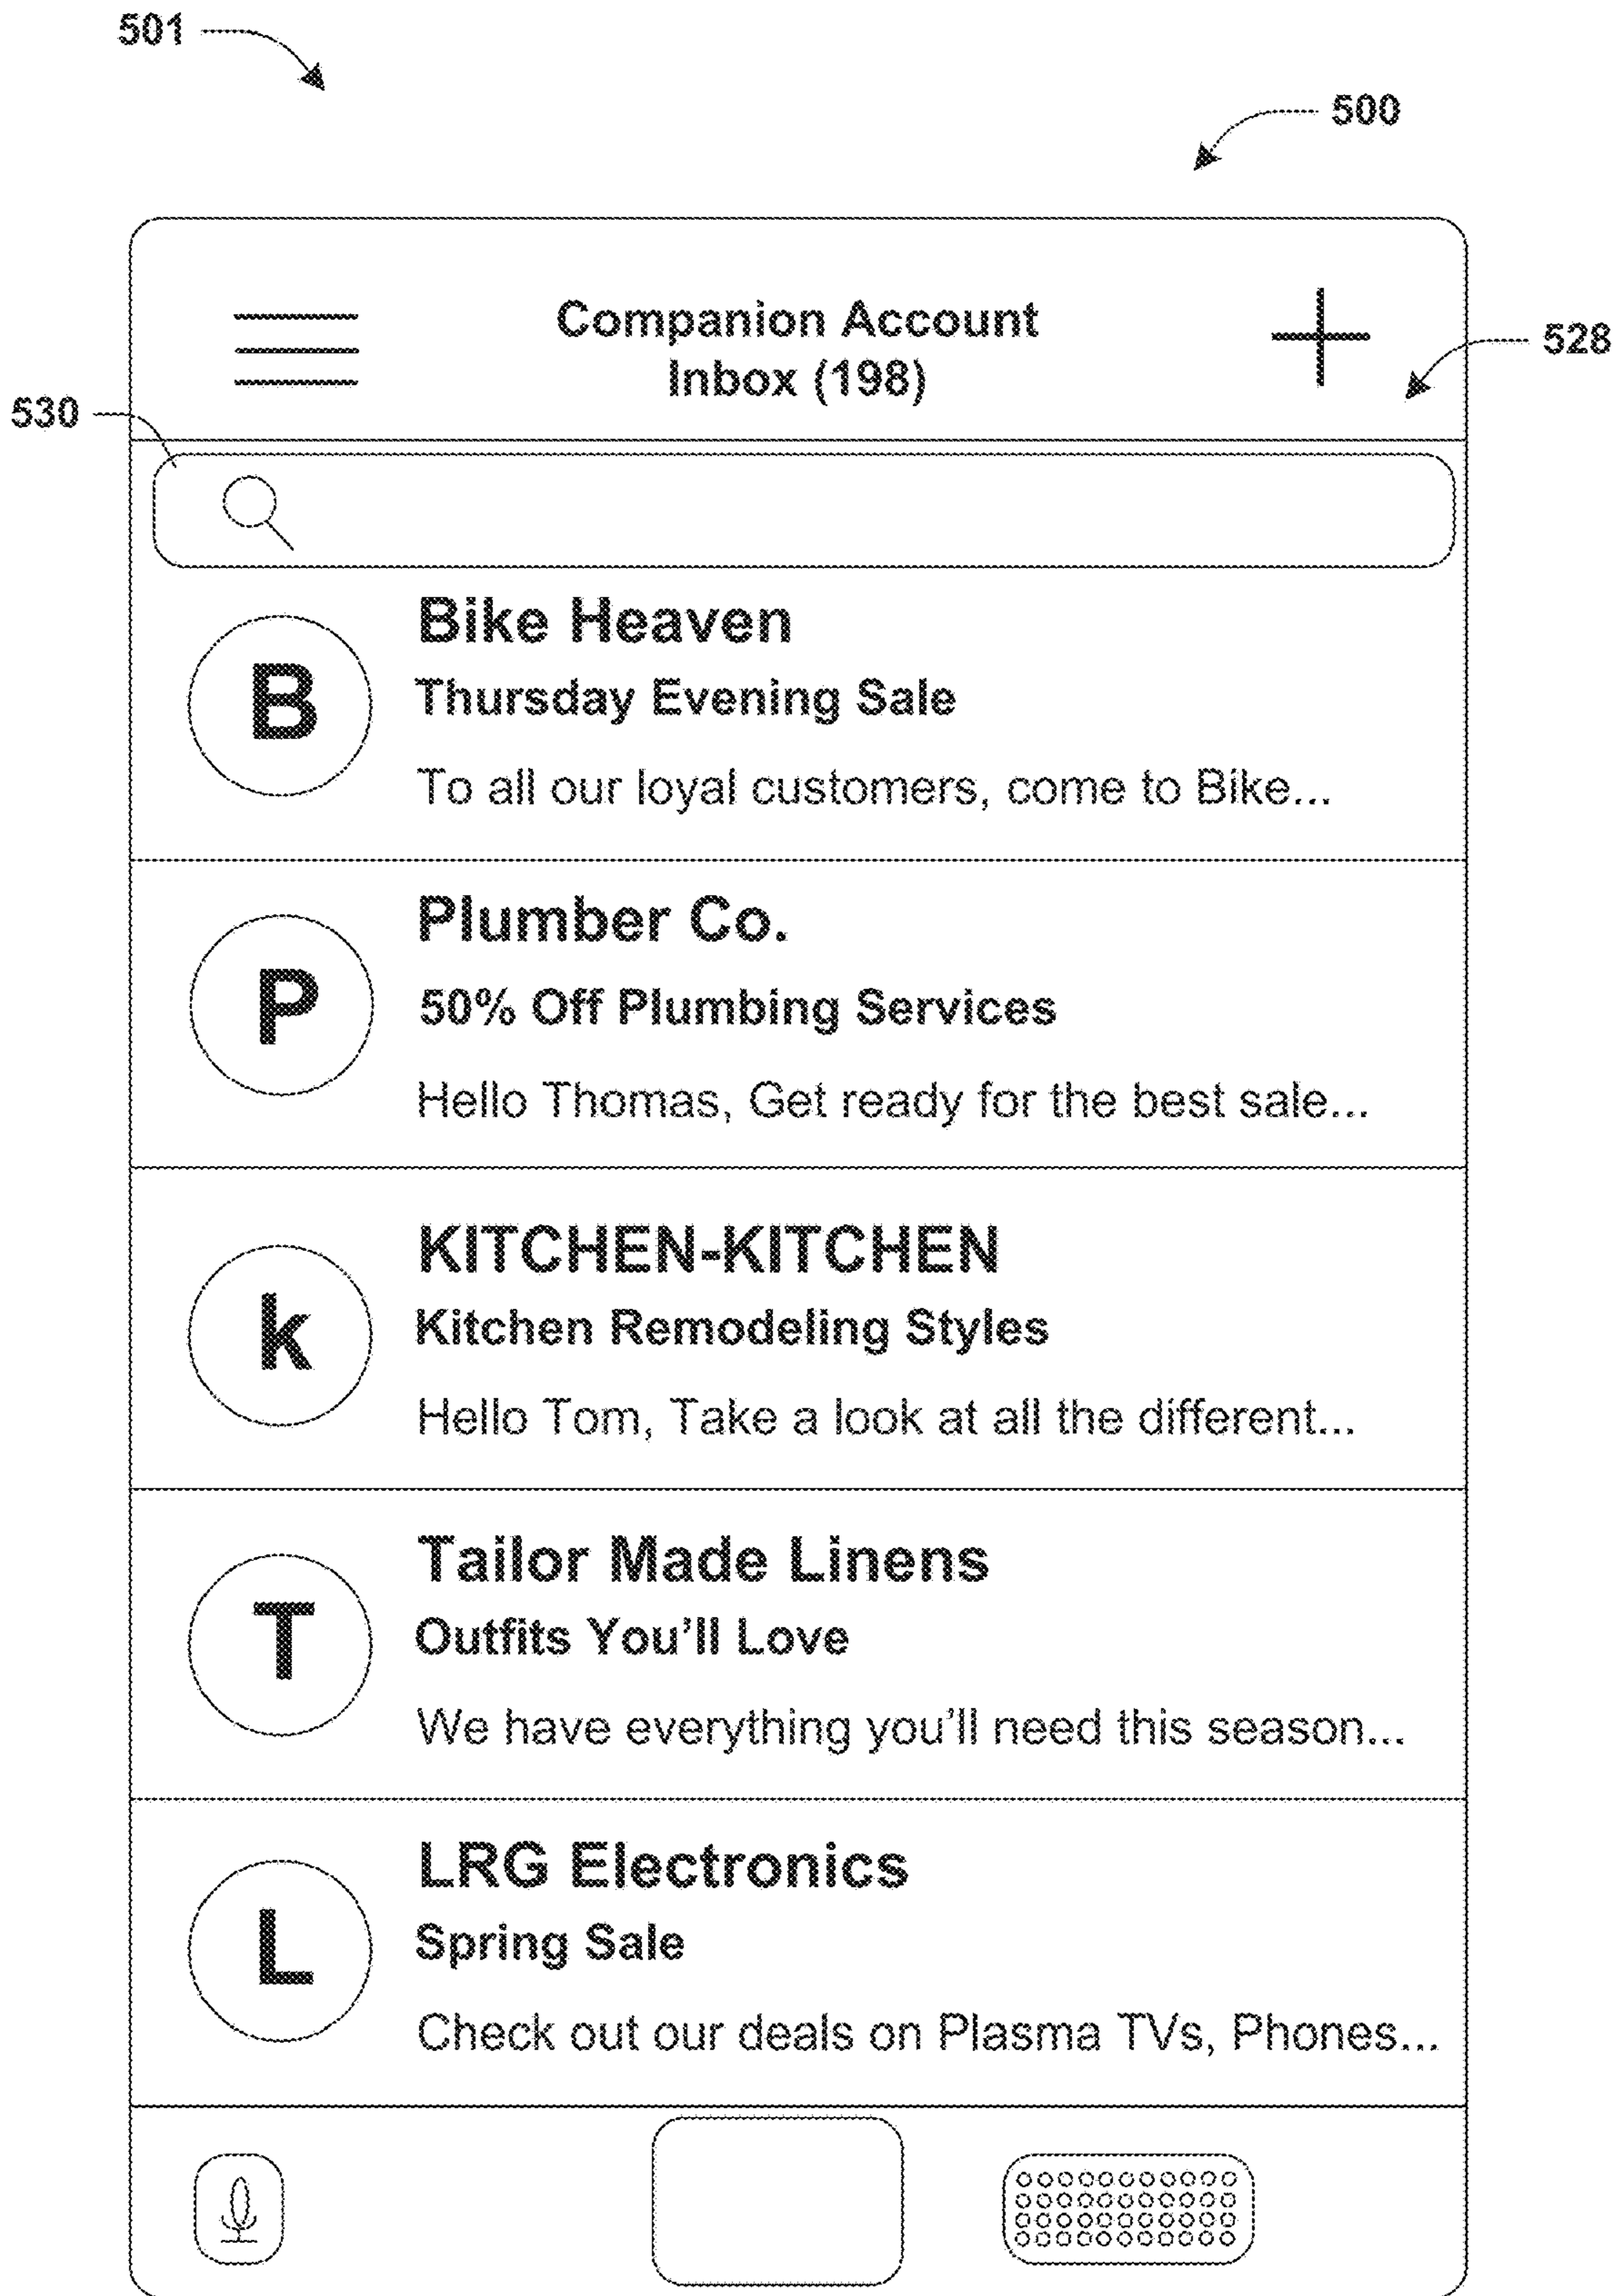 501
500
Companion Account
Inbox (198)
528
530
Bike Heaven
B
Thursday Evening Sale
To all our loyal customers, come to Bike...
Plumber Co.
P
50% Off Plumbing Services
Hello Thomas, Get ready for the best sale...
KITCHEN-KITCHEN
k
Kitchen Remodeling Styles
Hello Tom, Take a look at all the different...
Tailor Made Linens
T
Outfits You'll Love
We have everything you'll need this season...
LRG Electronics
L
Spring Sale
Check out our deals on Plasma TVs, Phones...